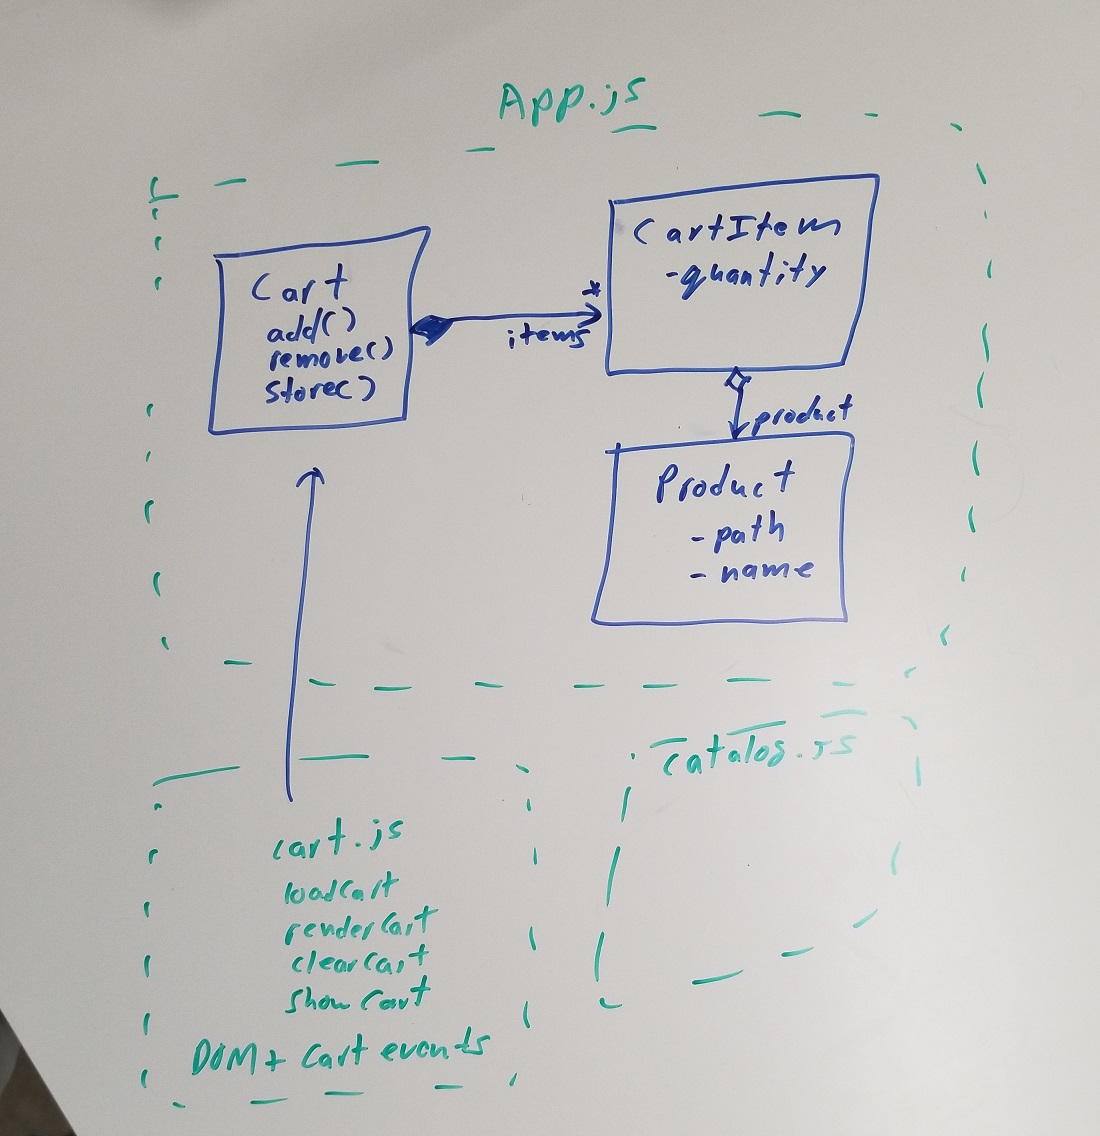 App.js
Cart
add()
remove()
store()
*
items
CartItem
-quantity
product
Product
- path
- name
cart.js
loadCart
renderCart
clearCart
showCart
DOM + Cart events
catalog.js